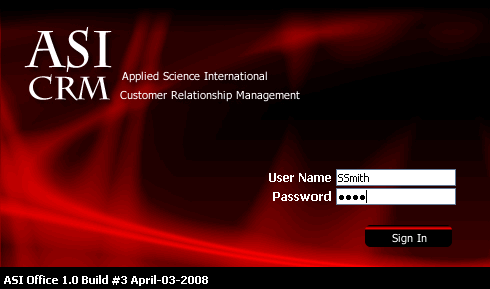 ASI
CRM
Applied Science International
Customer Relationship Management
User Name SSmith
Password ●●●●
Sign In
ASI Office 1.0 Build #3 April-03-2008